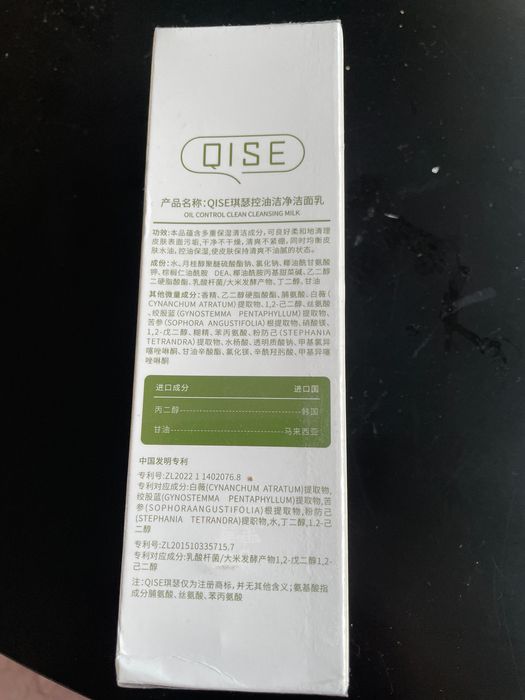 QISE
产品名称:QISE琪瑟控油洁净洁面乳
OIL CONTROL CLEAN CLEANSING MILK
功效:本品蕴含多重保湿清洁成分,可良好柔和地清理
皮肤表面污垢,干净不干燥,清爽不紧绷,同时均衡皮
肤水油,控油保湿,使皮肤保持清爽不油腻的状态。
成份:水、月桂醇聚醚硫酸酯钠、氯化钠、椰油酰甘氨酸
钾、棕榈仁油酰胺 DEA、椰油酰胺丙基甜菜碱、乙二醇
二硬脂酸酯、乳酸杆菌/大米发酵产物、丁二醇、甘油
其他微量成分:香精、乙二醇硬脂酸酯、脯氨酸、白薇(
CYNANCHUM ATRATUM)提取物、1,2-己二醇、丝氨酸
、绞股蓝(GYNOSTEMMA PENTAPHYLLUM)提取物、
苦参(SOPHORA ANGUSTIFOLIA)根提取物、硝酸镁、
1,2-戊二醇、糊精、苯丙氨酸、粉防己(STEPHANIA
TETRANDRA)提取物、水杨酸、透明质酸钠、甲基氯异
噻唑啉酮、甘油辛酸酯、氯化镁、辛酰羟肟酸、甲基异噻
唑啉酮
进口成分 进口国
丙二醇------韩国
甘油------马来西亚
中国发明专利
专利号:ZL2022 1 1402076.8
专利对应成分:白薇(CYNANCHUM ATRATUM)提取物,
绞股蓝(GYNOSTEMMA PENTAPHYLLUM)提取物,苦
参(SOPHORAANGUSTIFOLIA)根提取物,粉防己
(STEPHANIA TETRANDRA)提职物,水,丁二醇,1.2-己
二醇
专利号:ZL201510335715.7
专利对应成分:乳酸杆菌/大米发酵产物1,2-戊二醇1,2-
己二醇
注:QISE琪瑟仅为注册商标,并无其他含义;氨基酸指
成分脯氨酸、丝氨酸、苯丙氨酸